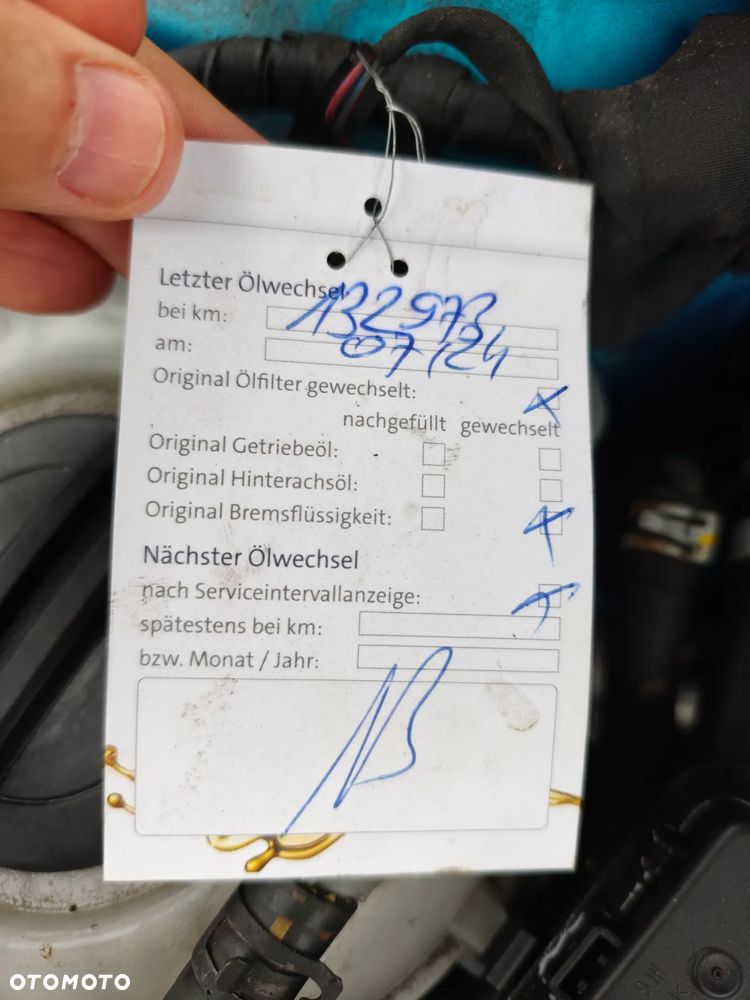 Letzter Ölwechsel
bei km: 132973
am: 07/24
Original Ölfilter gewechselt:
nachgefüllt gewechselt
Original Getriebeöl:
Original Hinterachsöl:
Original Bremsflüssigkeit:
Nächster Ölwechsel
nach Serviceintervallanzeige:
spätestens bei km:
bzw. Monat / Jahr:
OTOMOTO